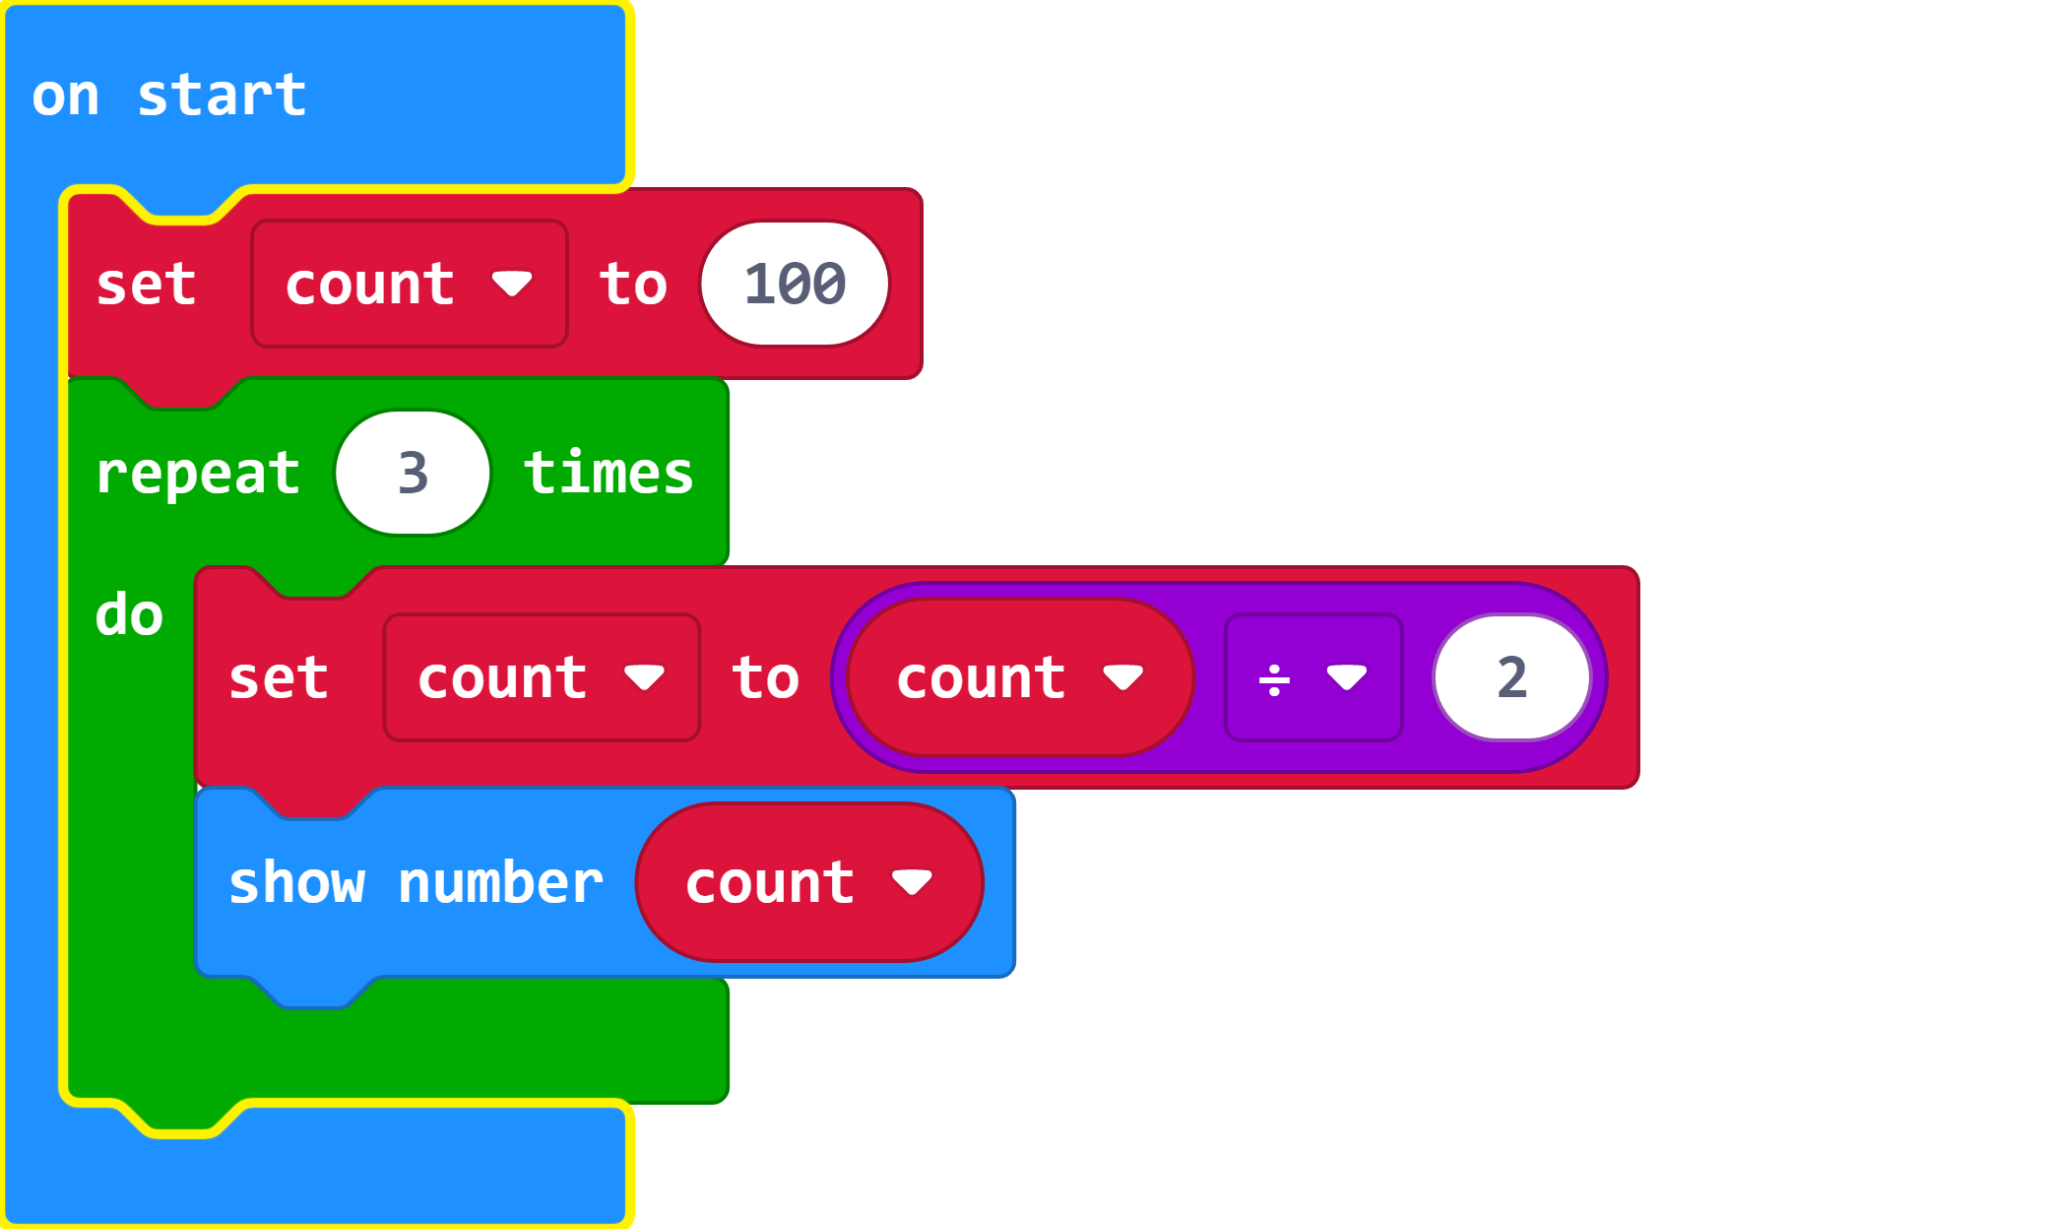 on start
set count to 100
repeat 3 times
do
set count to count ÷ 2
show number count